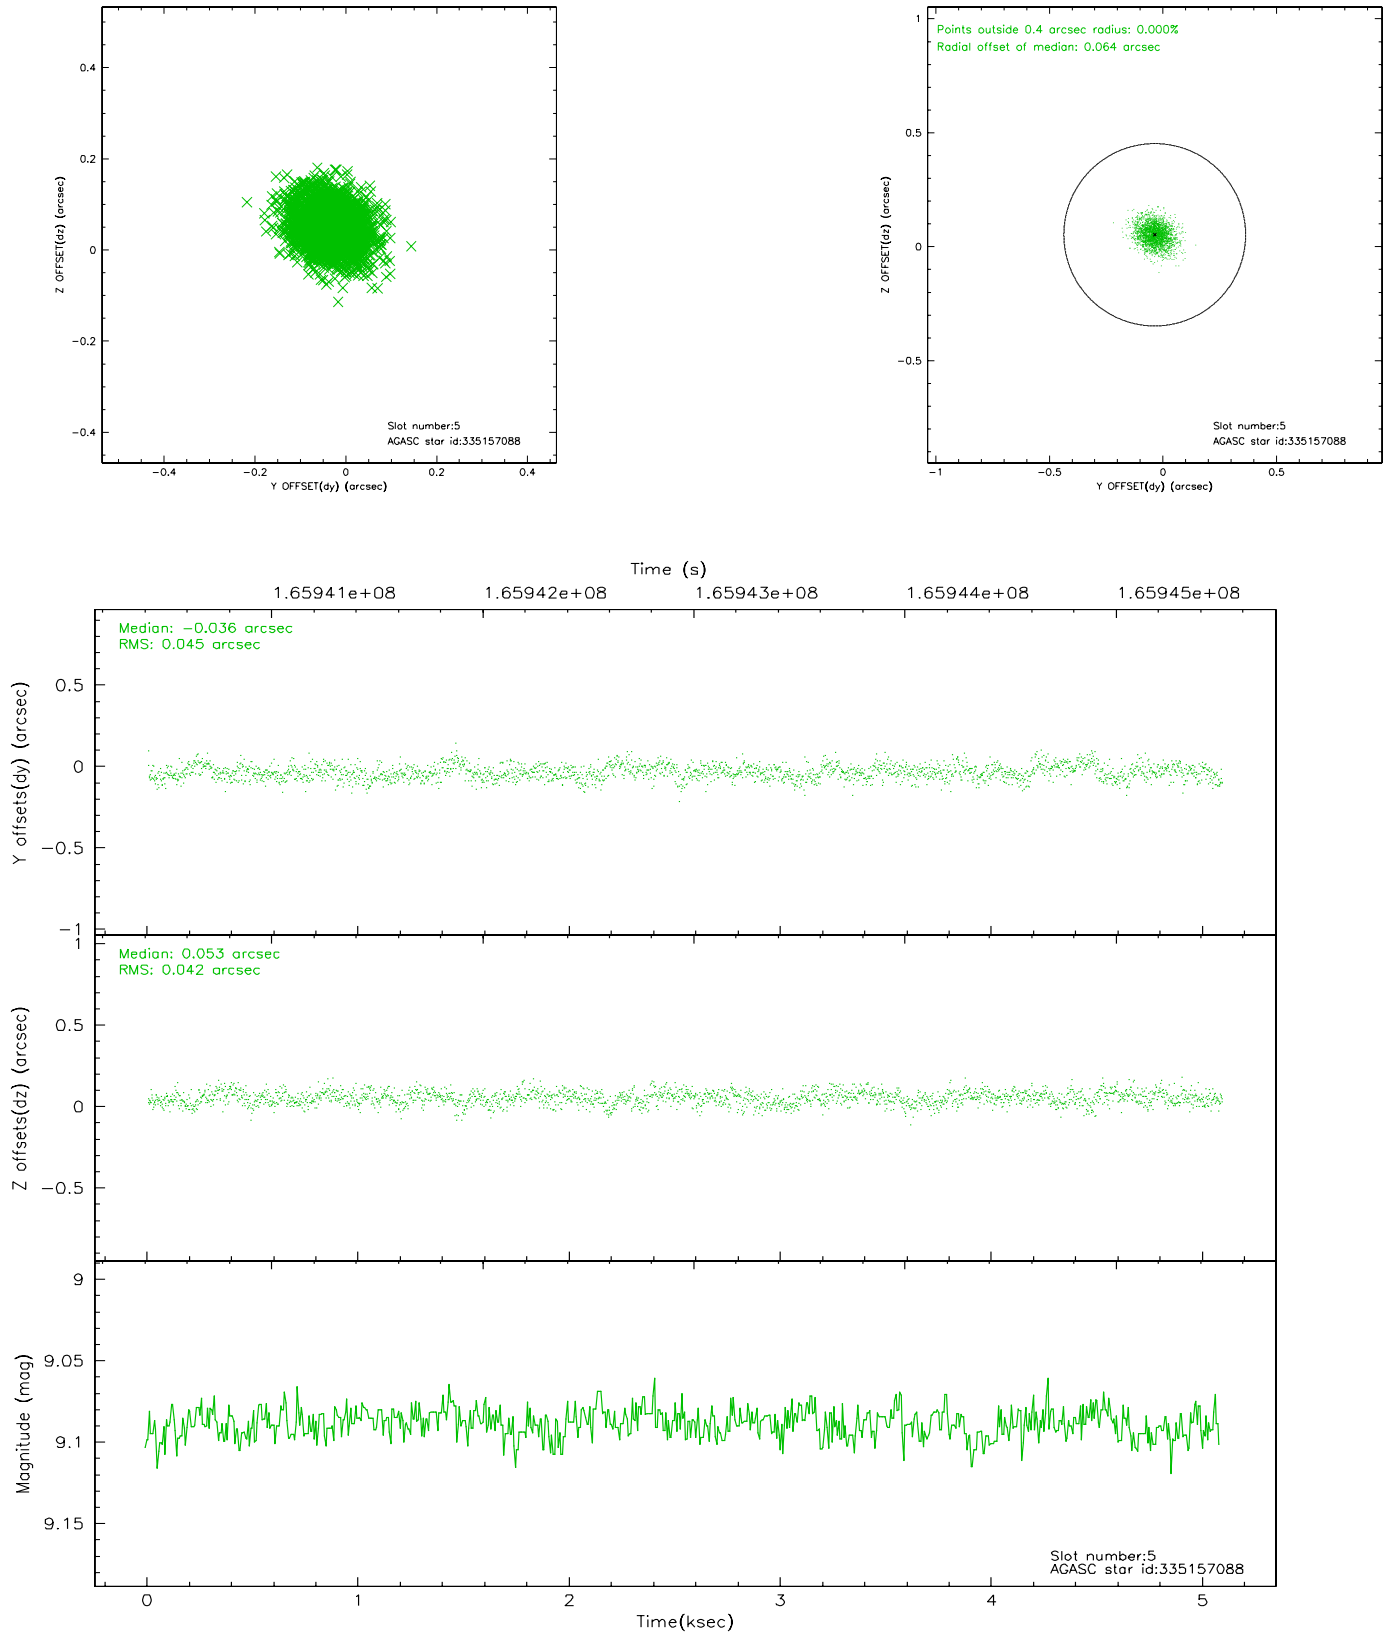 0.4
0.2
0
−0.2
−0.4
Z OFFSET(dz) (arcsec)
−0.4
−0.2
0
0.2
0.4
Y OFFSET(dy) (arcsec)
Slot number:5
AGASC star id:335157088
Points outside 0.4 arcsec radius: 0.000%
Radial offset of median: 0.064 arcsec
1
0.5
0
−0.5
Z OFFSET(dz) (arcsec)
−1
−0.5
0
0.5
Y OFFSET(dy) (arcsec)
Slot number:5
AGASC star id:335157088
Time (s)
1.65941e+08
1.65942e+08
1.65943e+08
1.65944e+08
1.65945e+08
Median: −0.036 arcsec
RMS: 0.045 arcsec
0.5
0
−0.5
−1
Y offsets(dy) (arcsec)
Median: 0.053 arcsec
RMS: 0.042 arcsec
1
0.5
0
−0.5
Z offsets(dz) (arcsec)
9
9.05
9.1
9.15
Magnitude (mag)
Slot number:5
AGASC star id:335157088
0
1
2
3
4
5
Time(ksec)